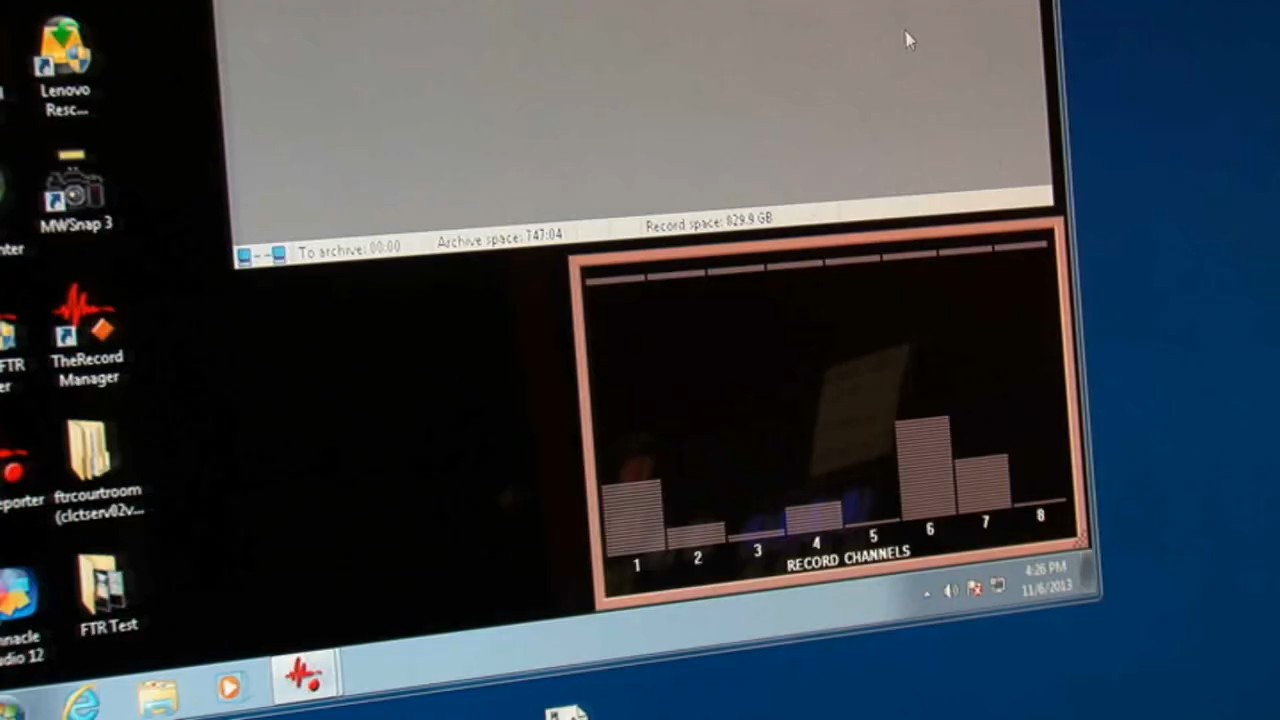 Lenovo
Resc...
MWSnap 3
nter
To archive: 00:00
Archive space: 747:04
Record space: 829.9 GB
TheRecord
Manager
FTR
er
eporter
ftrcourtroom
(clctserv02v...
FTR Test
nnacle
udio 12
1
2
3
4
5
6
7
8
RECORD CHANNELS
4:26 PM
11/6/2013